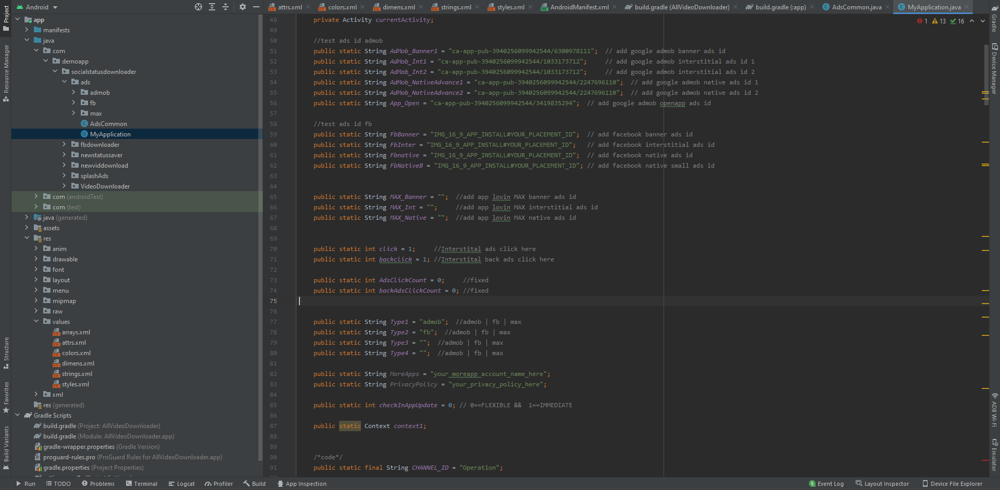 Android
attrs.xml
colors.xml
dimens.xml
strings.xml
styles.xml
AndroidManifest.xml
build.gradle (AllVideoDownloader)
build.gradle (:app)
AdsCommon.java
MyApplication.java
Project
Resource Manager
Structure
Favorites
Build Variants
app
manifests
java
com
demoapp
socialstatusdownloader
ads
admob
fb
max
AdsCommon
MyApplication
fbdownloader
newstatussaver
newviddownload
splashAds
VideoDownloader
com (androidTest)
com (test)
java (generated)
assets
res
anim
drawable
font
layout
menu
mipmap
raw
values
arrays.xml
attrs.xml
colors.xml
dimens.xml
strings.xml
styles.xml
xml
res (generated)
Gradle Scripts
build.gradle (Project: AllVideoDownloader)
build.gradle (Module: AllVideoDownloader.app)
gradle-wrapper.properties (Gradle Version)
proguard-rules.pro (ProGuard Rules for AllVideoDownloader.app)
gradle.properties (Project Properties)
1 13 16
48 private Activity currentActivity;
49
50 //test ads id admob
51 public static String AdMob_Banner1 = "ca-app-pub-3940256099942544/6300978111"; // add google admob banner ads id
52 public static String AdMob_Int1 = "ca-app-pub-3940256099942544/1033173712"; // add google admob interstitial ads id 1
53 public static String AdMob_Int2 = "ca-app-pub-3940256099942544/1033173712"; // add google admob interstitial ads id 2
54 public static String AdMob_NativeAdvance1 = "ca-app-pub-3940256099942544/2247696110"; // add google admob native ads id 1
55 public static String AdMob_NativeAdvance2 = "ca-app-pub-3940256099942544/2247696110"; // add google admob native ads id 2
56 public static String App_Open = "ca-app-pub-3940256099942544/3419835294"; // add google admob openapp ads id
57
58 //test ads id fb
59 public static String FbBanner = "IMG_16_9_APP_INSTALL#YOUR_PLACEMENT_ID"; // add facebook banner ads id
60 public static String FbInter = "IMG_16_9_APP_INSTALL#YOUR_PLACEMENT_ID"; // add facebook interstitial ads id
61 public static String Fbnative = "IMG_16_9_APP_INSTALL#YOUR_PLACEMENT_ID"; // add facebook native ads id
62 public static String FbNativeB = "IMG_16_9_APP_INSTALL#YOUR_PLACEMENT_ID"; // add facebook native small ads id
63
64
65 public static String MAX_Banner = ""; //add app lovin MAX banner ads id
66 public static String MAX_Int = ""; //add app lovin MAX interstitial ads id
67 public static String MAX_Native = ""; //add app lovin MAX native ads id
68
69
70 public static int click = 1; //Interstital ads click here
71 public static int backclick = 1; //Interstital back ads click here
72
73 public static int AdsClickCount = 0; //fixed
74 public static int backAdsClickCount = 0; //fixed
75
76
77 public static String Type1 = "admob"; //admob | fb | max
78 public static String Type2 = "fb"; //admob | fb | max
79 public static String Type3 = ""; //admob | fb | max
80 public static String Type4 = ""; //admob | fb | max
81
82 public static String MoreApps = "your_moreapp_account_name_here";
83 public static String PrivacyPolicy = "your_privacy_policy_here";
84
85 public static int checkInAppUpdate = 0; // 0==FLEXIBLE && 1==IMMEDIATE
86
87 public static Context context1;
88
89
90 /*code*/
91 public static final String CHANNEL_ID = "Operation";
Gradle
Device Manager
ADB Wi-Fi
Emulator
Run
TODO
Problems
Terminal
Logcat
Profiler
Build
App Inspection
5 Event Log
Layout Inspector
Device File Explorer